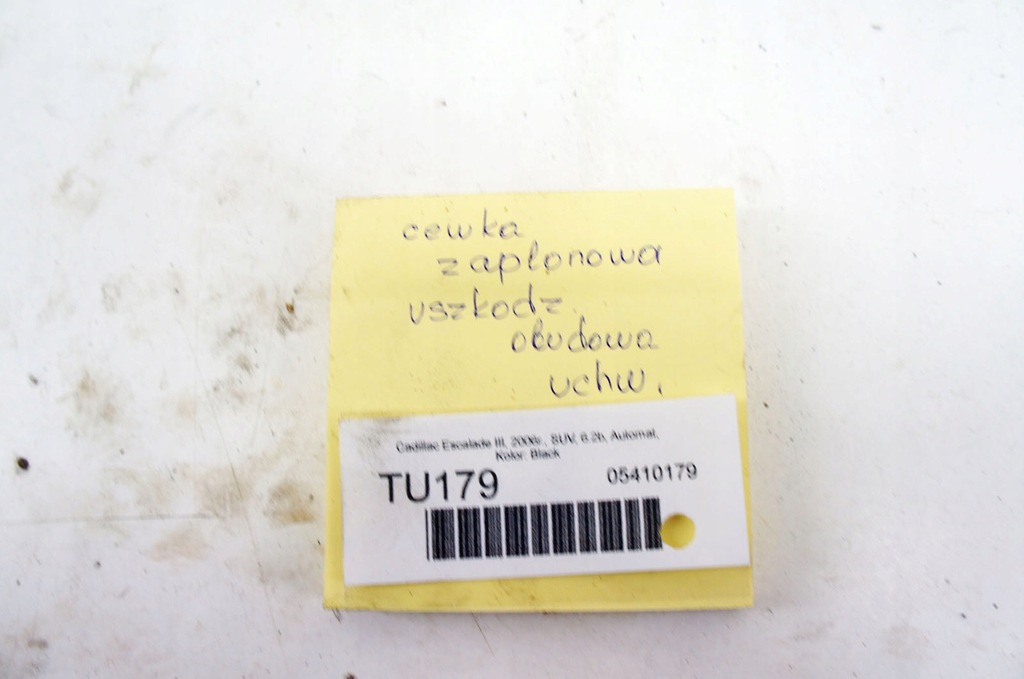 cewka
zapłonowa
uszkodz.
obudowa
uchw.
Cadillac Escalade III, 2006r., SUV, 6.2b, Automat,
Kolor: Black
TU179
05410179